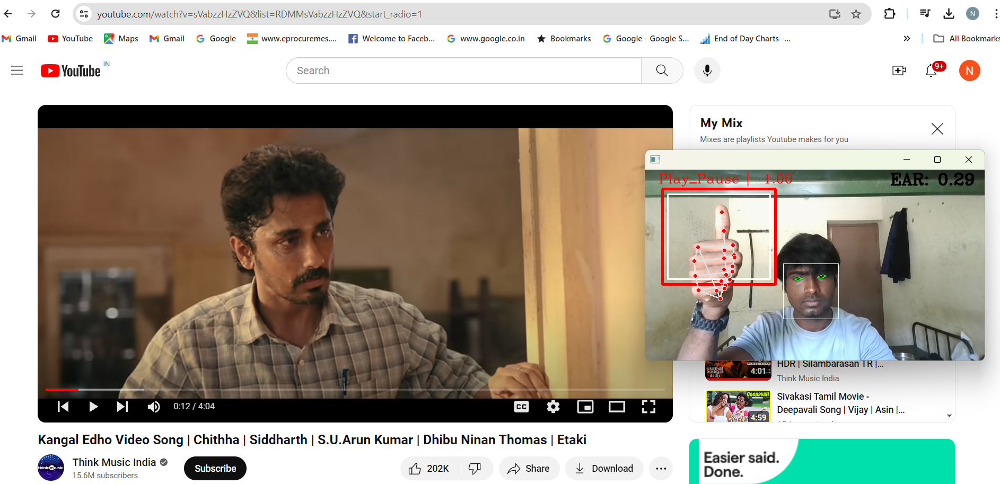 youtube.com/watch?v=sVabzzHzZVQ&list=RDMMsVabzzHzZVQ&start_radio=1
N
Gmail YouTube Maps Gmail Google www.eprocuremes.... Welcome to Faceb... www.google.co.in Bookmarks Google - Google S... End of Day Charts -... » All Bookmarks
YouTube IN
Search
9+
N
My Mix
Mixes are playlists Youtube makes for you
Play_Pause | 1.00
EAR: 0.29
HDR | Silambarasan TR |...
4:01
Think Music India
Deepavali
Sivakasi Tamil Movie -
Deepavali Song | Vijay | Asin |...
4:59
CC
0:12 / 4:04
Kangal Edho Video Song | Chithha | Siddharth | S.U.Arun Kumar | Dhibu Ninan Thomas | Etaki
think music
Think Music India
15.6M subscribers
Subscribe
202K
Share
Download
Easier said.
Done.